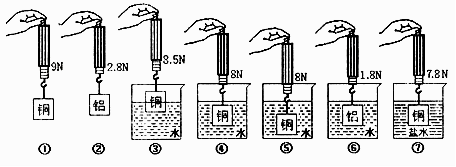 9N 2.8N 8.5N 8N 8N 1.8N 7.8N
铜 铝 铜 铜 铜 铝 铜
水 水 水 水 盐水
① ② ③ ④ ⑤ ⑥ ⑦